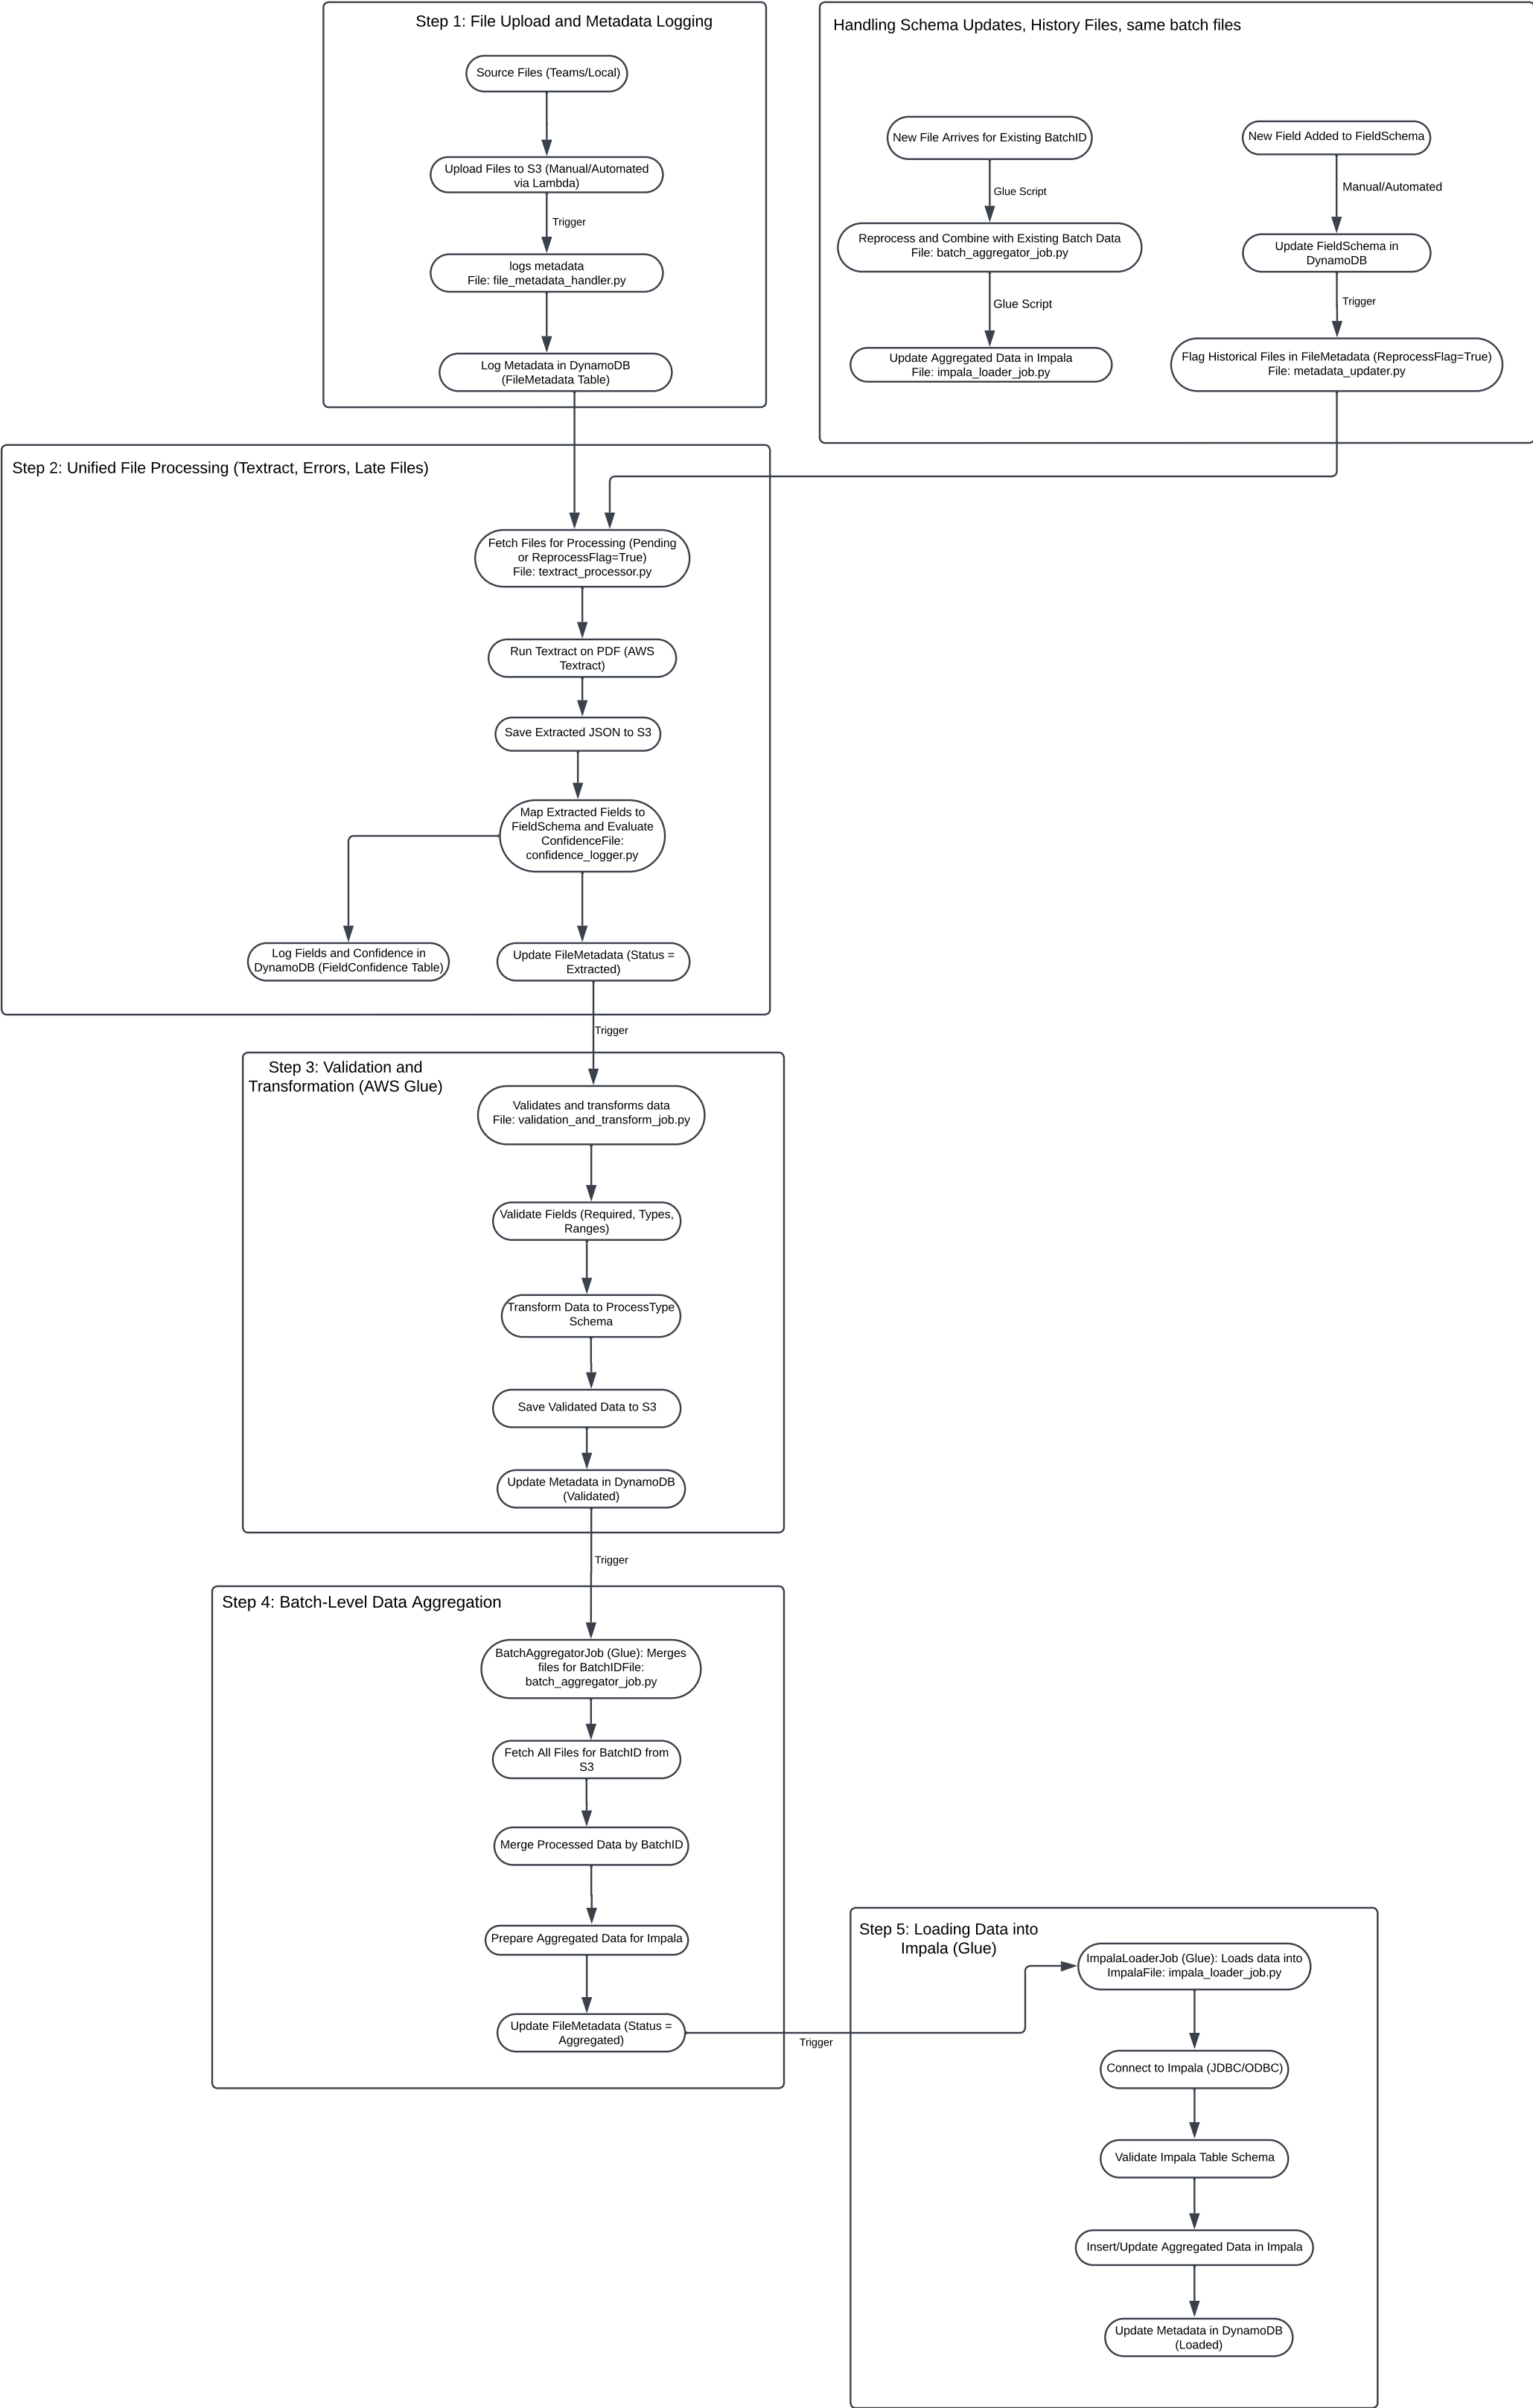 Step 1: File Upload and Metadata Logging
Source Files (Teams/Local)
Upload Files to S3 (Manual/Automated
via Lambda)
Trigger
logs metadata
File: file_metadata_handler.py
Log Metadata in DynamoDB
(FileMetadata Table)
Handling Schema Updates, History Files, same batch files
New File Arrives for Existing BatchID
Glue Script
Reprocess and Combine with Existing Batch Data
File: batch_aggregator_job.py
Glue Script
Update Aggregated Data in Impala
File: impala_loader_job.py
New Field Added to FieldSchema
Manual/Automated
Update FieldSchema in
DynamoDB
Trigger
Flag Historical Files in FileMetadata (ReprocessFlag=True)
File: metadata_updater.py
Step 2: Unified File Processing (Textract, Errors, Late Files)
Fetch Files for Processing (Pending
or ReprocessFlag=True)
File: textract_processor.py
Run Textract on PDF (AWS
Textract)
Save Extracted JSON to S3
Map Extracted Fields to
FieldSchema and Evaluate
ConfidenceFile:
confidence_logger.py
Log Fields and Confidence in
DynamoDB (FieldConfidence Table)
Update FileMetadata (Status =
Extracted)
Trigger
Step 3: Validation and
Transformation (AWS Glue)
Validates and transforms data
File: validation_and_transform_job.py
Validate Fields (Required, Types,
Ranges)
Transform Data to ProcessType
Schema
Save Validated Data to S3
Update Metadata in DynamoDB
(Validated)
Trigger
Step 4: Batch-Level Data Aggregation
BatchAggregatorJob (Glue): Merges
files for BatchIDFile:
batch_aggregator_job.py
Fetch All Files for BatchID from
S3
Merge Processed Data by BatchID
Prepare Aggregated Data for Impala
Update FileMetadata (Status =
Aggregated)
Trigger
Step 5: Loading Data into
Impala (Glue)
ImpalaLoaderJob (Glue): Loads data into
ImpalaFile: impala_loader_job.py
Connect to Impala (JDBC/ODBC)
Validate Impala Table Schema
Insert/Update Aggregated Data in Impala
Update Metadata in DynamoDB
(Loaded)